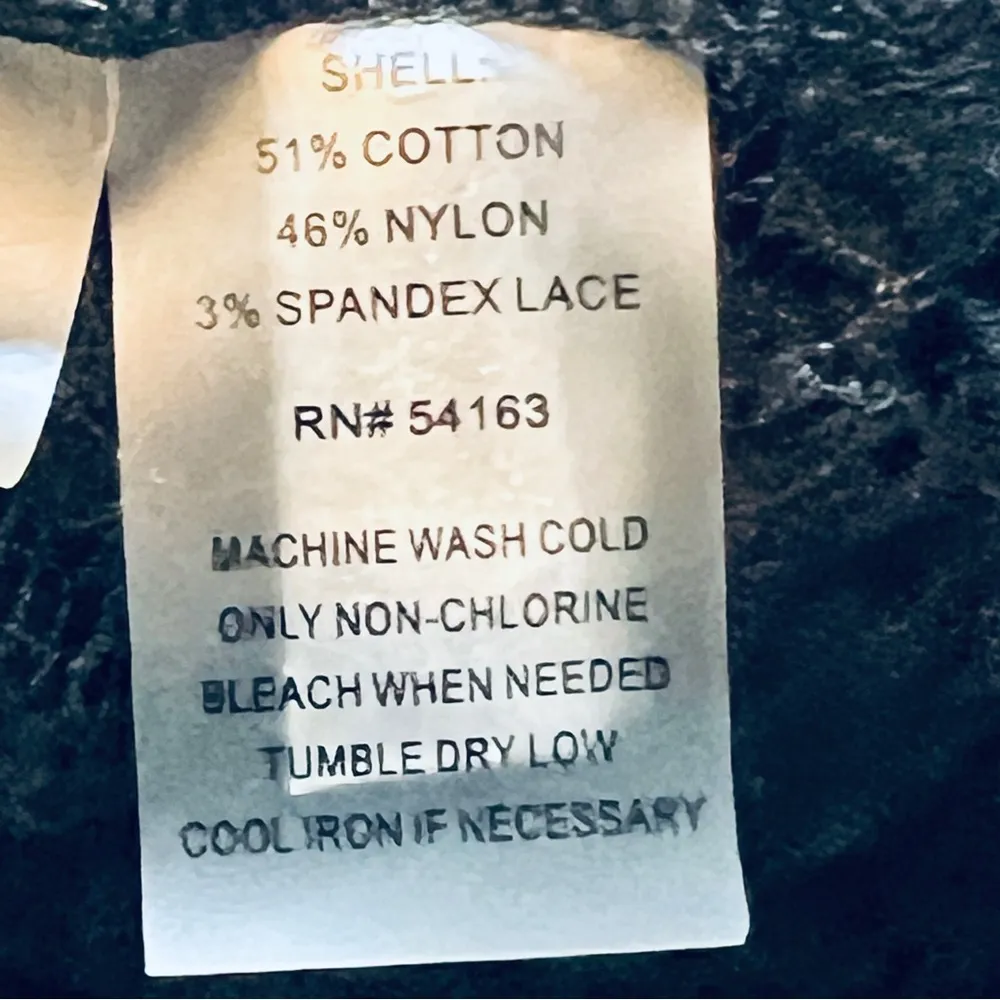 SHELL:
51% COTTON
46% NYLON
3% SPANDEX LACE
RN# 54163
MACHINE WASH COLD
ONLY NON-CHLORINE
BLEACH WHEN NEEDED
TUMBLE DRY LOW
COOL IRON IF NECESSARY